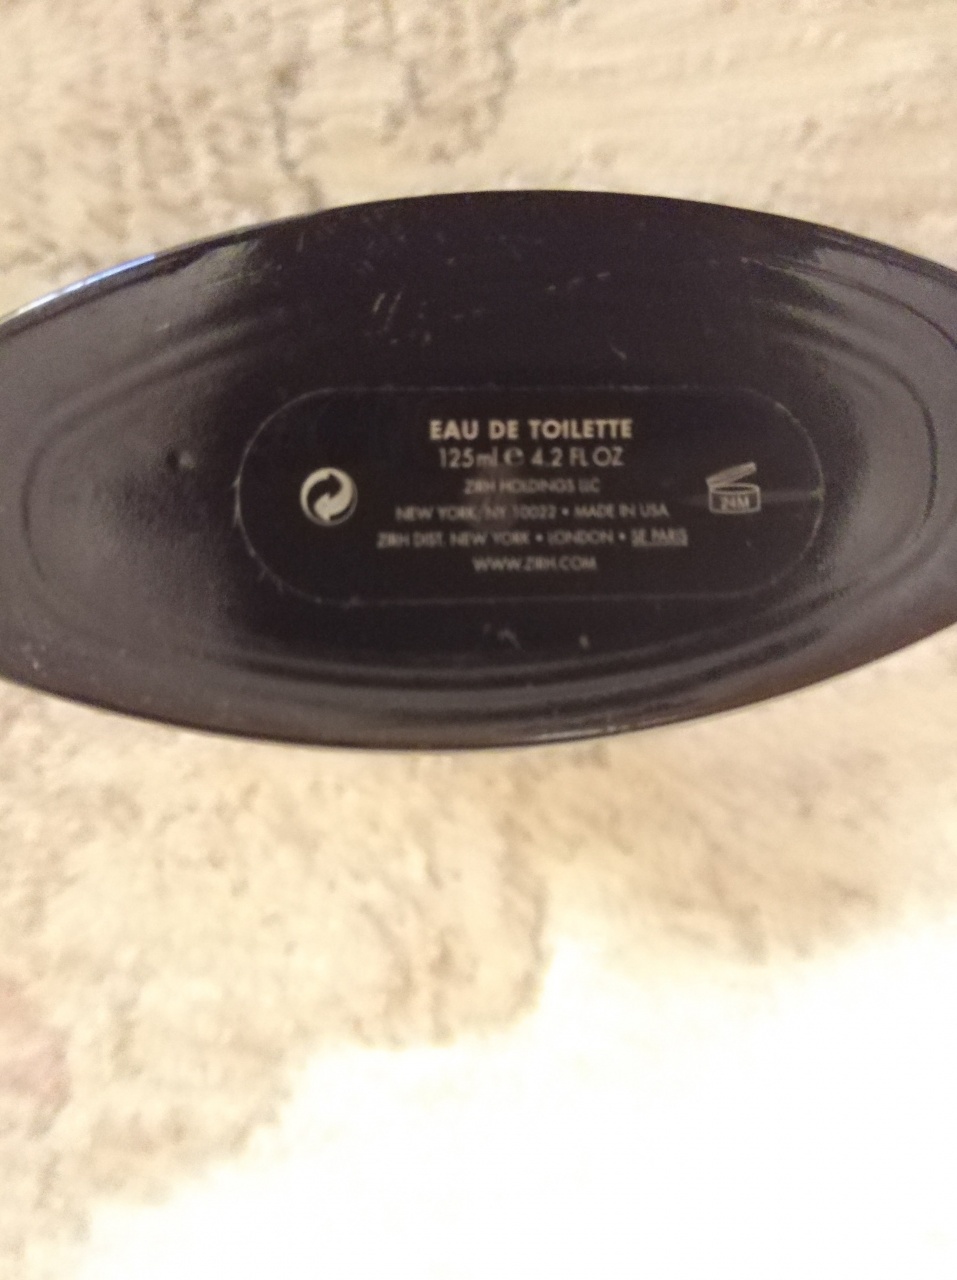 EAU DE TOILETTE
125ml e 4.2 FL OZ
ZIRH HOLDINGS LLC
NEW YORK, NY 10022 • MADE IN USA
ZIRH DIST. NEW YORK • LONDON • SE PARIS
WWW.ZIRH.COM
24M